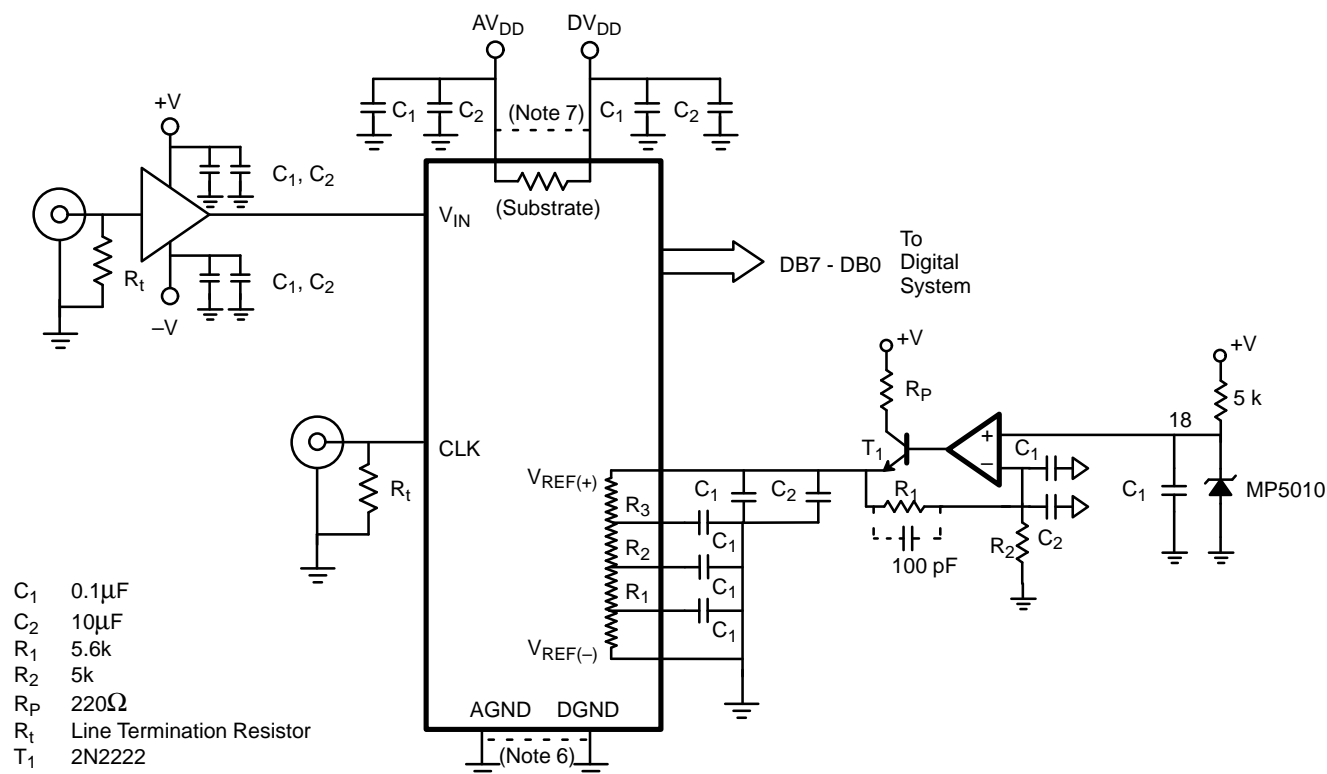 AV_DD DV_DD
C_1 C_2 (Note 7) C_1 C_2
+V
C_1, C_2
(Substrate)
V_IN
R_t
C_1, C_2
–V
DB7 - DB0
To
Digital
System
+V
R_P
+V
5 k
18
T_1
+
–
C_1
C_1
MP5010
CLK
R_t
V_REF(+)
C_1
C_2
R_1
R_3
C_1
R_2
C_2
R_2
100 pF
C_1
R_1
C_1
V_REF(–)
AGND DGND
(Note 6)
C_1 0.1μF
C_2 10μF
R_1 5.6k
R_2 5k
R_P 220Ω
R_t Line Termination Resistor
T_1 2N2222